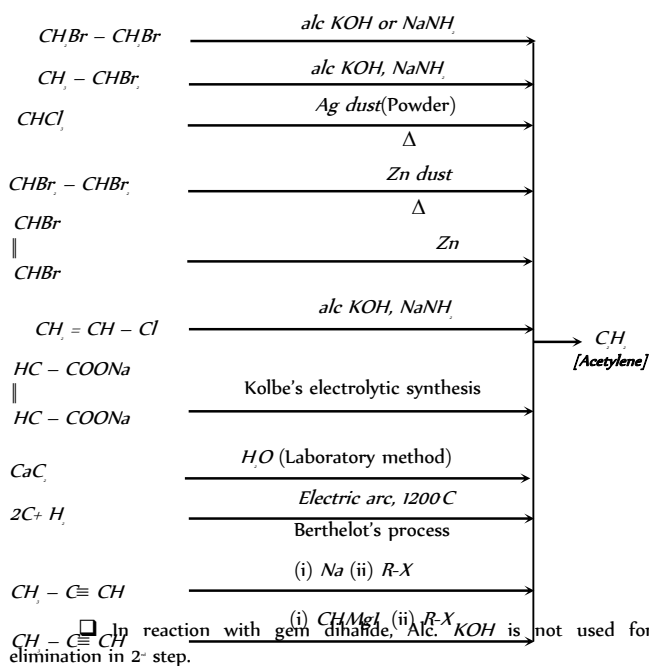 alc KOH or NaNH₂
CH₂Br – CH₂Br
alc KOH, NaNH₂
CH₃ – CHBr₂
Ag dust(Powder)
CHCl₃
Δ
Zn dust
CHBr₂ – CHBr₂
Δ
CHBr
||
CHBr
Zn
alc KOH, NaNH₂
CH₂ = CH – Cl
C₂H₂
[Acetylene]
HC – COONa
||
HC – COONa
Kolbe's electrolytic synthesis
H₂O (Laboratory method)
CaC₂
Electric arc, 1200C
2C+ H₂
Berthelot's process
(i) Na (ii) R-X
CH₃ – C≡ CH
(i) CH₃MgI (ii) R-X
CH₃ – C≡ CH
❑ In reaction with gem dihalide, Alc. KOH is not used for
elimination in 2nd step.